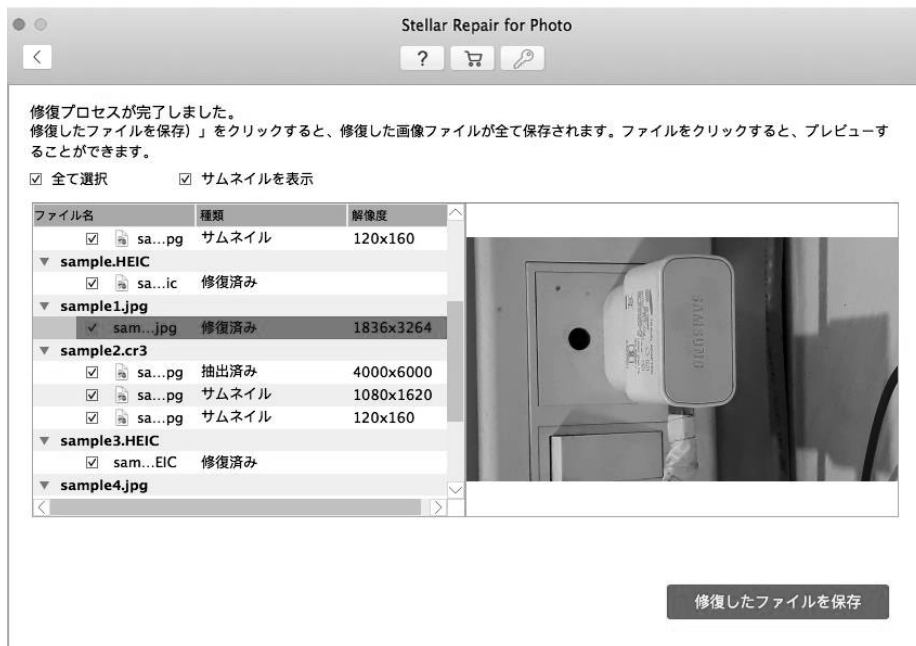 Stellar Repair for Photo
?
修復プロセスが完了しました。
修復したファイルを保存）」をクリックすると、修復した画像ファイルが全て保存されます。ファイルをクリックすると、プレビューす
ることができます。
全て選択 サムネイルを表示
ファイル名 種類 解像度
sa...pg サムネイル 120x160
sample.HEIC
sa...ic 修復済み
sample1.jpg
sam...jpg 修復済み 1836x3264
sample2.cr3
sa...pg 抽出済み 4000x6000
sa...pg サムネイル 1080x1620
sa...pg サムネイル 120x160
sample3.HEIC
sam...EIC 修復済み
sample4.jpg
SAMSUNG
修復したファイルを保存